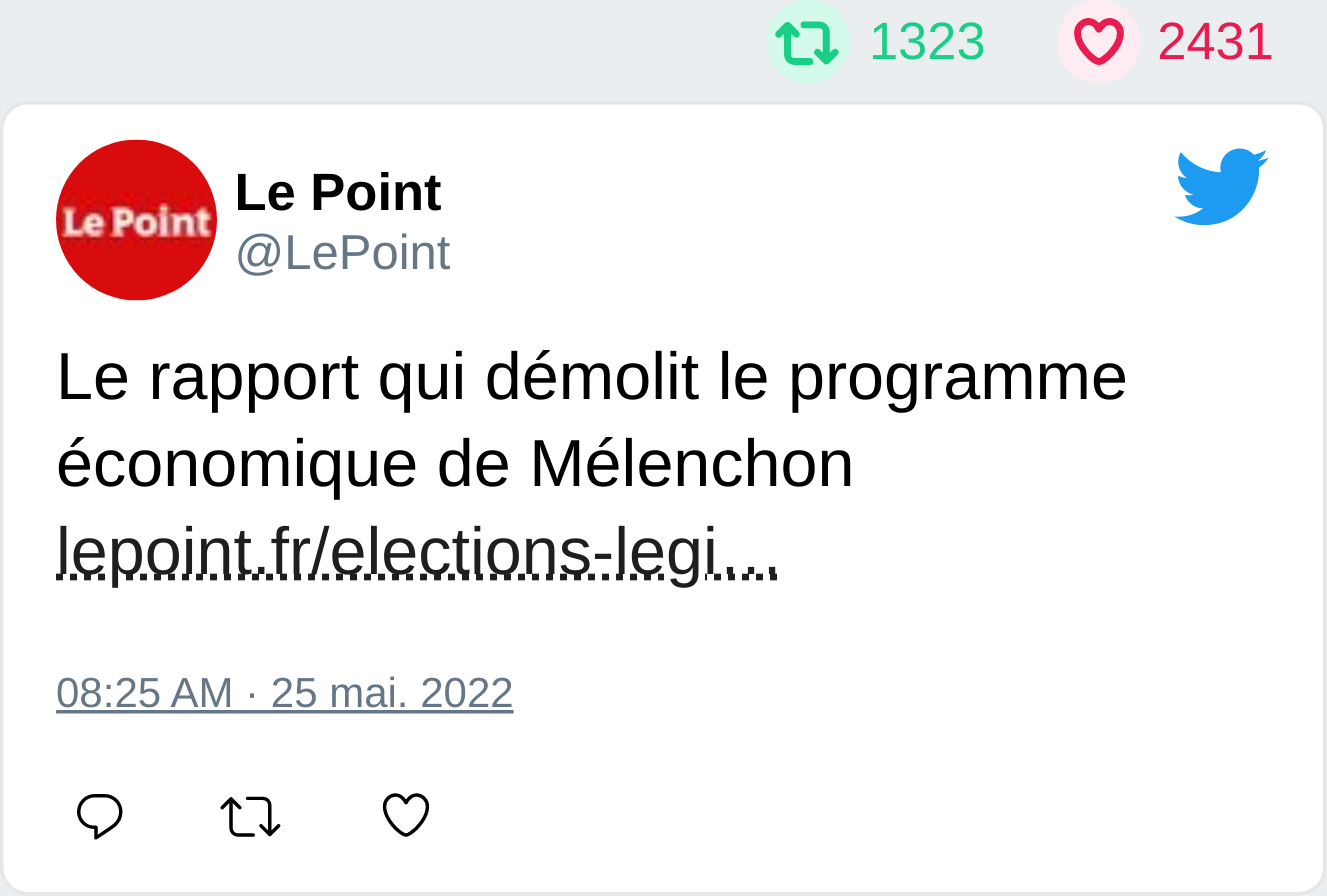 1323 2431
Le Point
Le Point
@LePoint
Le rapport qui démolit le programme
économique de Mélenchon
lepoint.fr/elections-legi...
08:25 AM · 25 mai. 2022